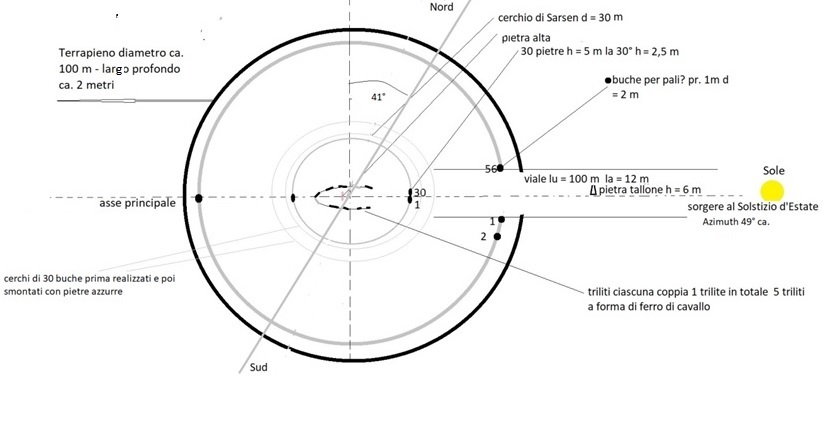 Nord
cerchio di Sarsen d = 30 m
pietra alta
30 pietre h = 5 m la 30° h = 2,5 m
Terrapieno diametro ca.
100 m - largo profondo
ca. 2 metri
buche per pali? pr. 1m d
= 2 m
41°
56
viale lu = 100 m la = 12 m
pietra tallone h = 6 m
Sole
30
1
asse principale
sorgere al Solstizio d'Estate
Azimuth 49° ca.
1
2
cerchi di 30 buche prima realizzati e poi
smontati con pietre azzurre
triliti ciascuna coppia 1 trilite in totale 5 triliti
a forma di ferro di cavallo
Sud